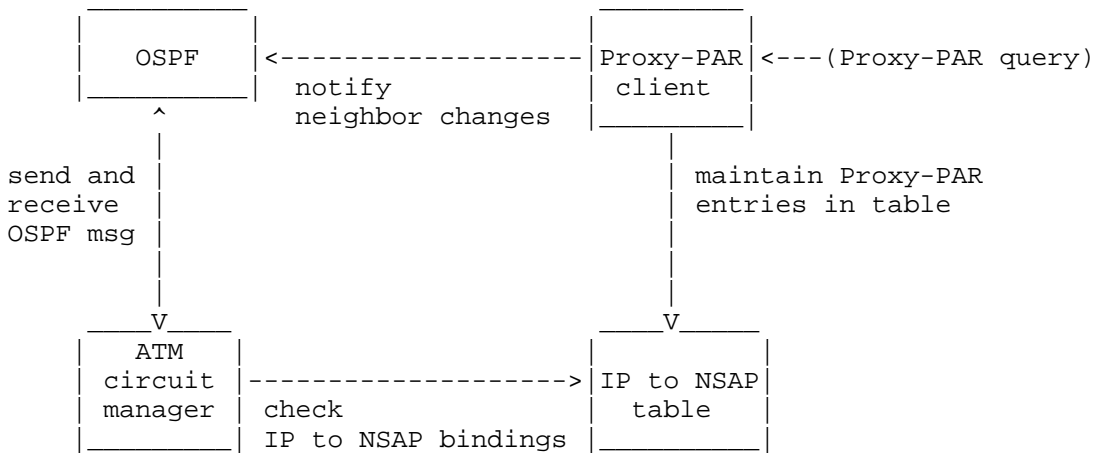 OSPF <------------------- Proxy-PAR <---(Proxy-PAR query)
notify client
neighbor changes
send and maintain Proxy-PAR
receive entries in table
OSPF msg
V V
ATM
circuit -------------------> IP to NSAP
manager check table
IP to NSAP bindings